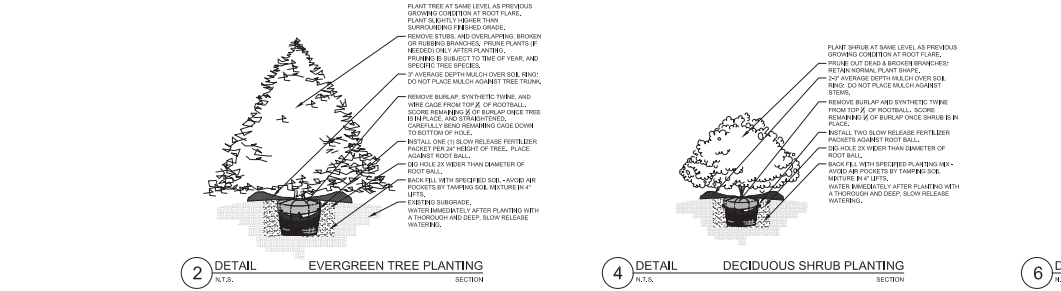 PLANT TREE AT SAME LEVEL AS PREVIOUS
GROWING CONDITION AT ROOT FLARE.
PLANT SLIGHTLY HIGHER THAN
SURROUNDING FINISHED GRADE.
REMOVE STUBS, AND OVERLAPPING, BROKEN
OR RUBBING BRANCHES. PRUNE PLANTS (IF
NEEDED) ONLY AFTER PLANTING.
PRUNING IS SUBJECT TO TIME OF YEAR, AND
SPECIFIC TREE SPECIES.
3" AVERAGE DEPTH MULCH OVER SOIL RING:
DO NOT PLACE MULCH AGAINST TREE TRUNK.
REMOVE BURLAP, SYNTHETIC TWINE, AND
WIRE CAGE FROM TOP OF ROOTBALL.
SCORE REMAINING OF BURLAP ONCE TREE
IS IN PLACE, AND STRAIGHTENED.
CAREFULLY BEND REMAINING CAGE DOWN
TO BOTTOM OF HOLE.
INSTALL ONE (1) SLOW RELEASE FERTILIZER
PACKET PER 24" HEIGHT OF TREE. PLACE
AGAINST ROOT BALL.
DIG HOLE 2X WIDER THAN DIAMETER OF
ROOT BALL.
BACK FILL WITH SPECIFIED SOIL - AVOID AIR
POCKETS BY TAMPING SOIL MIXTURE IN 4"
LIFTS.
EXISTING SUBGRADE.
WATER IMMEDIATELY AFTER PLANTING WITH
A THOROUGH AND DEEP, SLOW RELEASE
WATERING.
2 DETAIL EVERGREEN TREE PLANTING
N.T.S. SECTION
PLANT SHRUB AT SAME LEVEL AS PREVIOUS
GROWING CONDITION AT ROOT FLARE.
PRUNE OUT DEAD & BROKEN BRANCHES:
RETAIN NORMAL PLANT SHAPE.
2-3" AVERAGE DEPTH MULCH OVER SOIL
RING: DO NOT PLACE MULCH AGAINST
STEMS.
REMOVE BURLAP AND SYNTHETIC TWINE
FROM TOP OF ROOTBALL. SCORE
REMAINING OF BURLAP ONCE SHRUB IS IN
PLACE.
INSTALL TWO SLOW RELEASE FERTILIZER
PACKETS AGAINST ROOT BALL.
DIG HOLE 2X WIDER THAN DIAMETER OF
ROOT BALL.
BACK FILL WITH SPECIFIED PLANTING MIX -
AVOID AIR POCKETS BY TAMPING SOIL
MIXTURE IN 4" LIFTS.
WATER IMMEDIATELY AFTER PLANTING WITH
A THOROUGH AND DEEP, SLOW RELEASE
WATERING.
4 DETAIL DECIDUOUS SHRUB PLANTING
N.T.S. SECTION
6